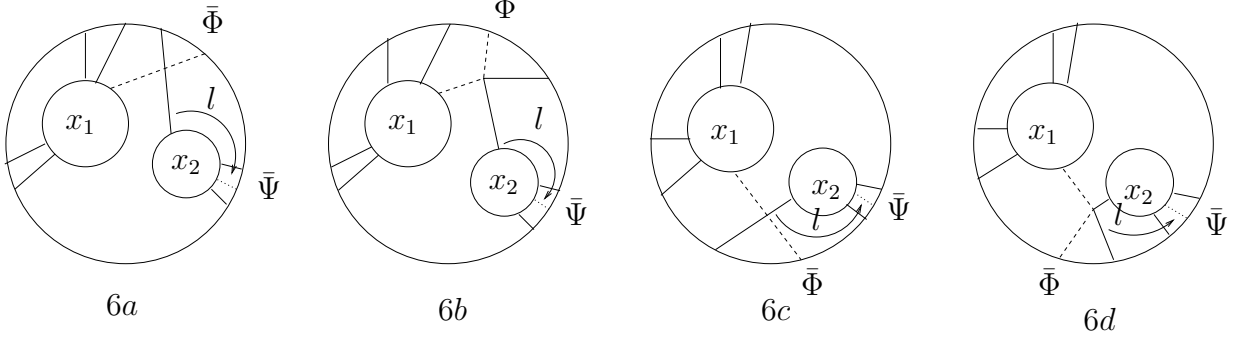 Φ̄ Φ
x₁ l x₂ Ψ̄ x₁ l x₂ Ψ̄ x₁ x₂ l Ψ̄ x₁ x₂ l Ψ̄
Φ̄ Φ̄
6a 6b 6c 6d